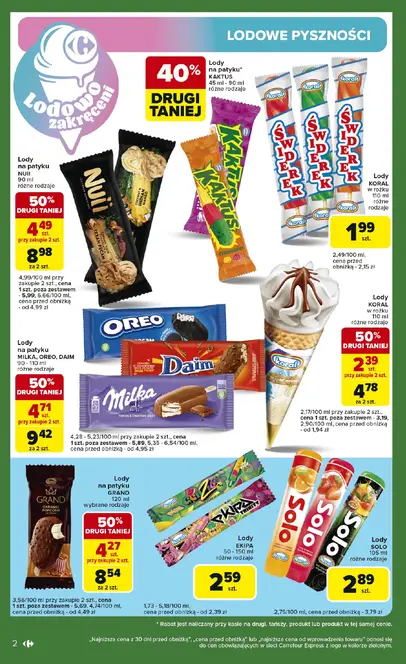 LODOWE PYSZNOŚCI
Lodowo
zakręceni
Lody
na patyku
NUII
90 ml
różne rodzaje
50%
DRUGI TANIEJ
4 49
szt.
przy zakupie 2 szt.
8 98
za 2 szt.
4,99/100 ml przy
zakupie 2 szt., cena
1 szt. poza zestawem
- 5,99, 6,66/100 ml,
cena przed obniżką
- od 4,99 zł
Nuii
Nuii
40%
DRUGI
TANIEJ
Lody
na patyku*
KAKTUS
45 ml - 90 ml
różne rodzaje
KAKTUS
KAKTUS
Koral
ŚWIDEREK
Koral
ŚWIDEREK
Koral
ŚWIDEREK
Lody
KORAL
w rożku
110 ml
różne
rodzaje
1 99
2,49/100 ml,
cena przed
obniżką - 2,15 zł
Lody
na patyku
MILKA, OREO, DAIM
90 - 110 ml
różne rodzaje
50%
DRUGI TANIEJ
4 71
szt.
przy zakupie 2 szt.
9 42
za 2 szt.
OREO
Daim
Milka
4,28 - 5,23/100 ml przy zakupie 2 szt., cena
1 szt. poza zestawem - 5,89, 5,35 - 6,54/100 ml,
cena przed obniżką - od 4,95 zł
Koral
Lody
KORAL
w rożku
110 ml
różne rodzaje
50%
DRUGI TANIEJ
2 39
szt.
przy zakupie 2 szt.
4 78
za 2 szt.
2,17/100 ml przy zakupie 2 szt.,
cena 1 szt. poza zestawem - 3,19,
2,90/100 ml, cena przed obniżką
- od 1,94 zł
GRAND
Lody
na patyku
GRAND
120 ml
wybrane rodzaje
50%
DRUGI TANIEJ
4 27
szt.
przy zakupie 2 szt.
8 54
za 2 szt.
3,56/100 ml przy zakupie 2 szt., cena
1 szt. poza zestawem - 5,69, 4,74/100 ml,
cena przed obniżką - od 4,49 zł
EKIPA
Lody
EKIPA
50 - 150 ml
różne rodzaje
2 59
1,73 - 5,18/100 ml,
cena przed obniżką - od 2,39 zł
Solo
Solo
Solo
Lody
SOLO
105 ml
różne rodzaje
2 89
2,75/100 ml, cena przed obniżką - 3,79 zł
* Rabat jest naliczany przy kasie na drugi, tańszy, produkt lub produkt w tej samej cenie.
2
„Najniższa cena z 30 dni przed obniżką”, „cena przed obniżką” lub „najniższa cena od wprowadzenia towaru” odnosi się
do cen obowiązujących w sieci Carrefour Express z logo w kolorze zielonym.